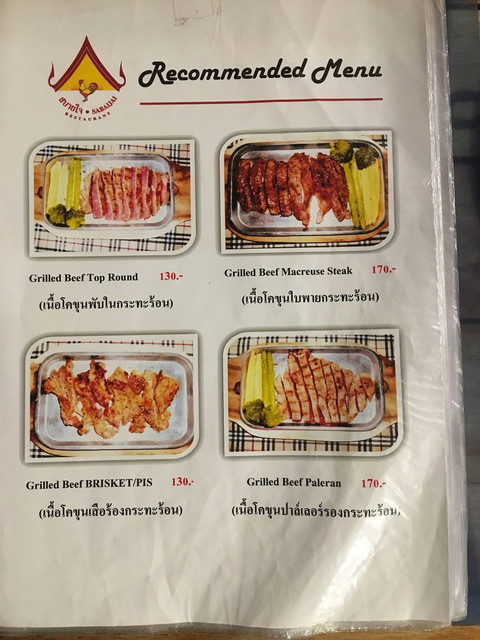 Recommended Menu
สบายใจ • SABAIJAI
RESTAURANT
Grilled Beef Top Round 130.-
(เนื้อโคขุนพับในกระทะร้อน)
Grilled Beef Macreuse Steak 170.-
(เนื้อโคขุนใบพายกระทะร้อน)
Grilled Beef BRISKET/PIS 130.-
(เนื้อโคขุนเสือร้องกระทะร้อน)
Grilled Beef Paleran 170.-
(เนื้อโคขุนปาล์เลอร์รองกระทะร้อน)